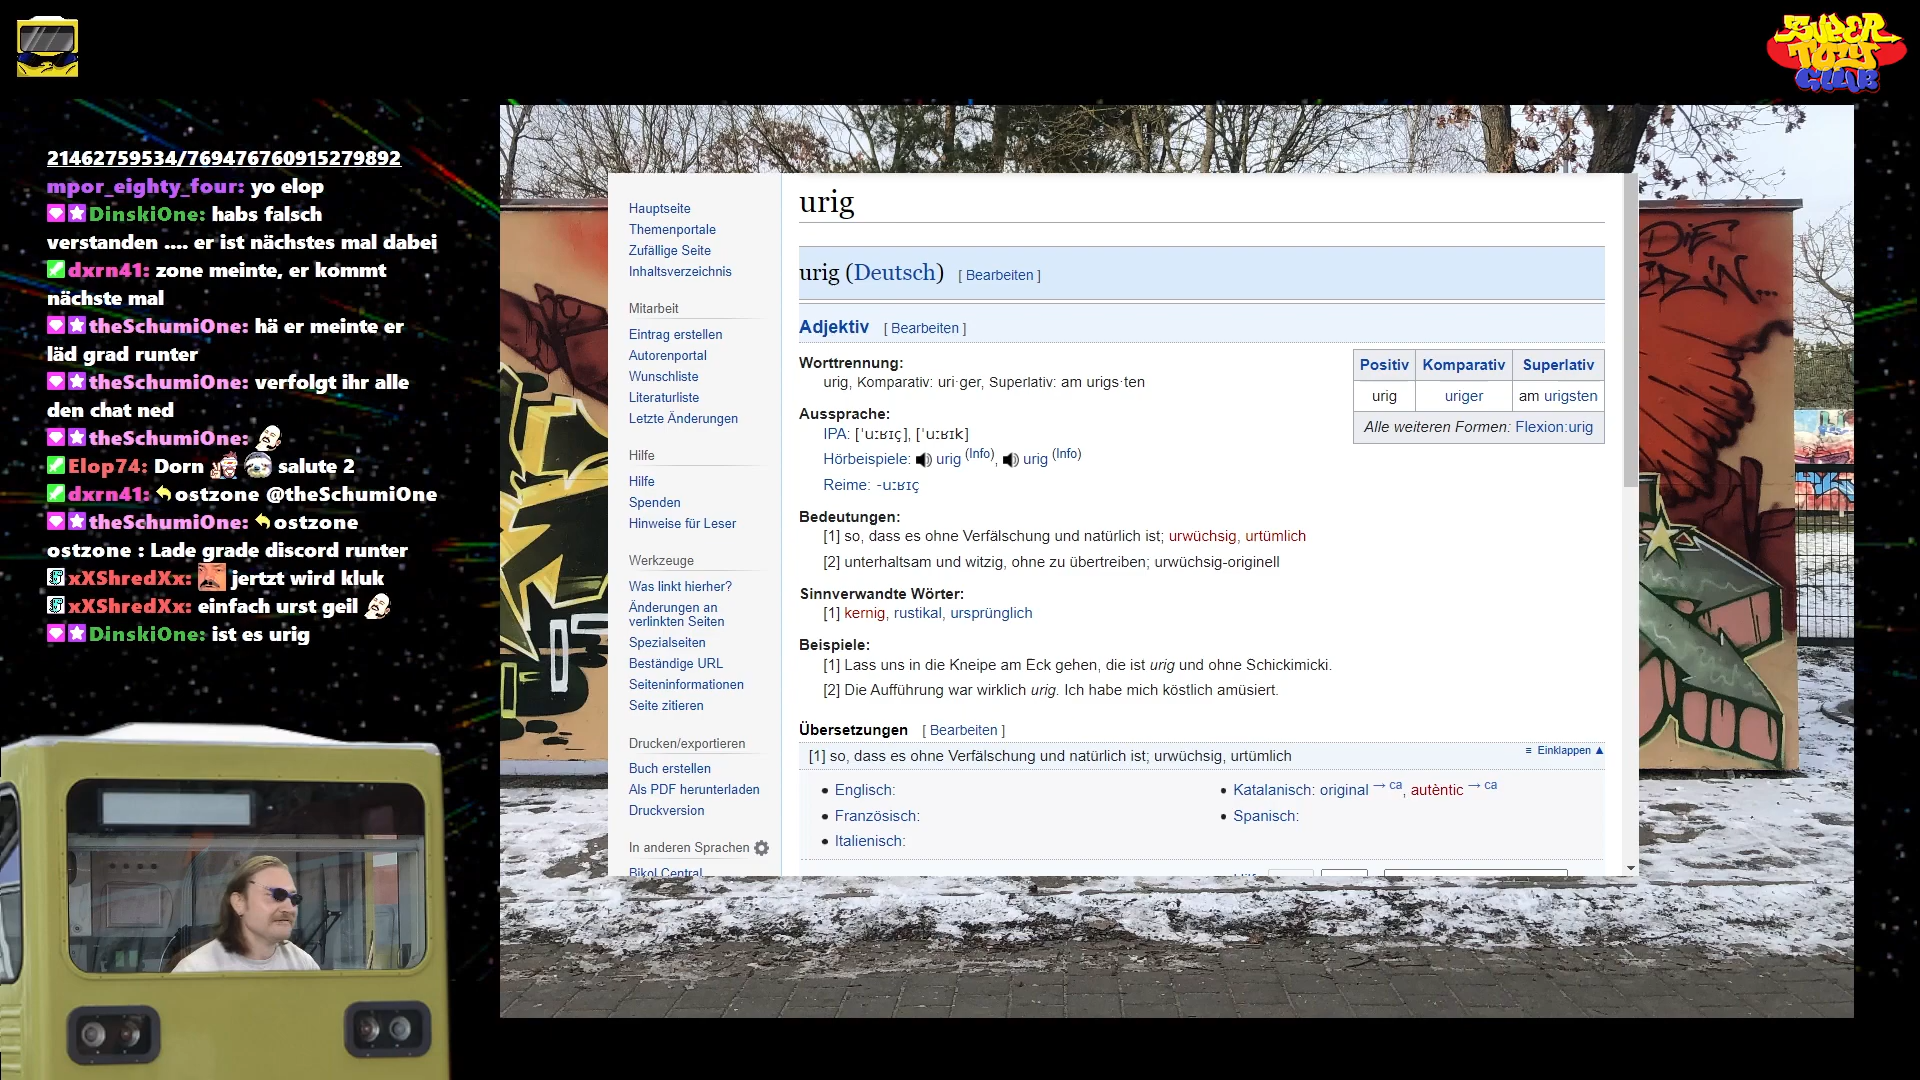 SUPER
TOXY
CLUB
21462759534/769476760915279892
mpor_eighty_four: yo elop
DinskiOne: habs falsch
verstanden .... er ist nächstes mal dabei
dxrn41: zone meinte, er kommt
nächste mal
theSchumiOne: hä er meinte er
läd grad runter
theSchumiOne: verfolgt ihr alle
den chat ned
theSchumiOne:
Elop74: Dorn salute 2
dxrn41: ostzone @theSchumiOne
theSchumiOne: ostzone
ostzone : Lade grade discord runter
xXShredXx: jertzt wird kluk
xXShredXx: einfach urst geil
DinskiOne: ist es urig
Hauptseite
Themenportale
Zufällige Seite
Inhaltsverzeichnis
Mitarbeit
Eintrag erstellen
Autorenportal
Wunschliste
Literaturliste
Letzte Änderungen
Hilfe
Hilfe
Spenden
Hinweise für Leser
Werkzeuge
Was linkt hierher?
Änderungen an
verlinkten Seiten
Spezialseiten
Beständige URL
Seiteninformationen
Seite zitieren
Drucken/exportieren
Buch erstellen
Als PDF herunterladen
Druckversion
In anderen Sprachen
Bikol Central
urig
urig (Deutsch) [ Bearbeiten ]
Adjektiv [ Bearbeiten ]
Worttrennung:
urig, Komparativ: uri·ger, Superlativ: am urigs·ten
Aussprache:
IPA: [ˈuːʁɪç], [ˈuːʁɪk]
Hörbeispiele: urig (Info), urig (Info)
Reime: -uːʁɪç
Positiv Komparativ Superlativ
urig uriger am urigsten
Alle weiteren Formen: Flexion:urig
Bedeutungen:
[1] so, dass es ohne Verfälschung und natürlich ist; urwüchsig, urtümlich
[2] unterhaltsam und witzig, ohne zu übertreiben; urwüchsig-originell
Sinnverwandte Wörter:
[1] kernig, rustikal, ursprünglich
Beispiele:
[1] Lass uns in die Kneipe am Eck gehen, die ist urig und ohne Schickimicki.
[2] Die Aufführung war wirklich urig. Ich habe mich köstlich amüsiert.
Übersetzungen [ Bearbeiten ]
[1] so, dass es ohne Verfälschung und natürlich ist; urwüchsig, urtümlich
≡ Einklappen ▲
• Englisch:
• Französisch:
• Italienisch:
• Katalanisch: original → ca, autèntic → ca
• Spanisch:
DIE